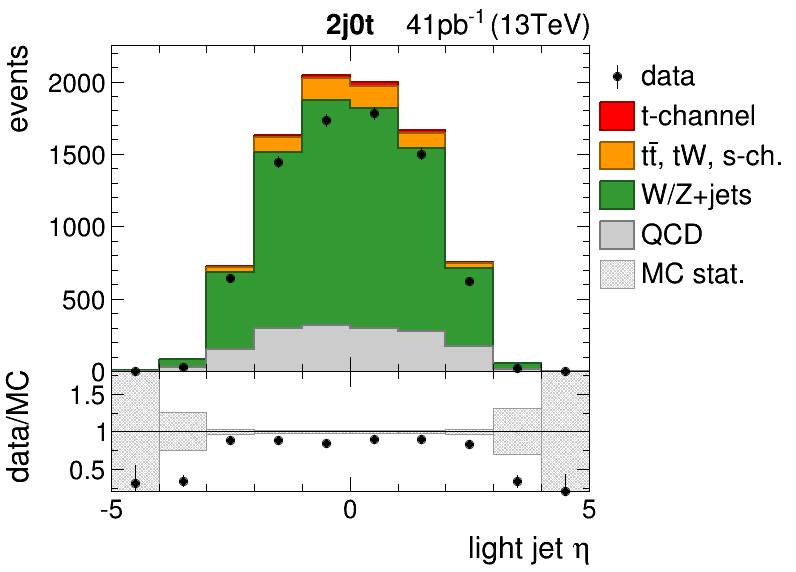 2j0t 41pb⁻¹ (13TeV)
events
2000
1500
1000
500
0
data
t-channel
tt̄, tW, s-ch.
W/Z+jets
QCD
MC stat.
data/MC
1.5
1
0.5
-5 0 5
light jet η